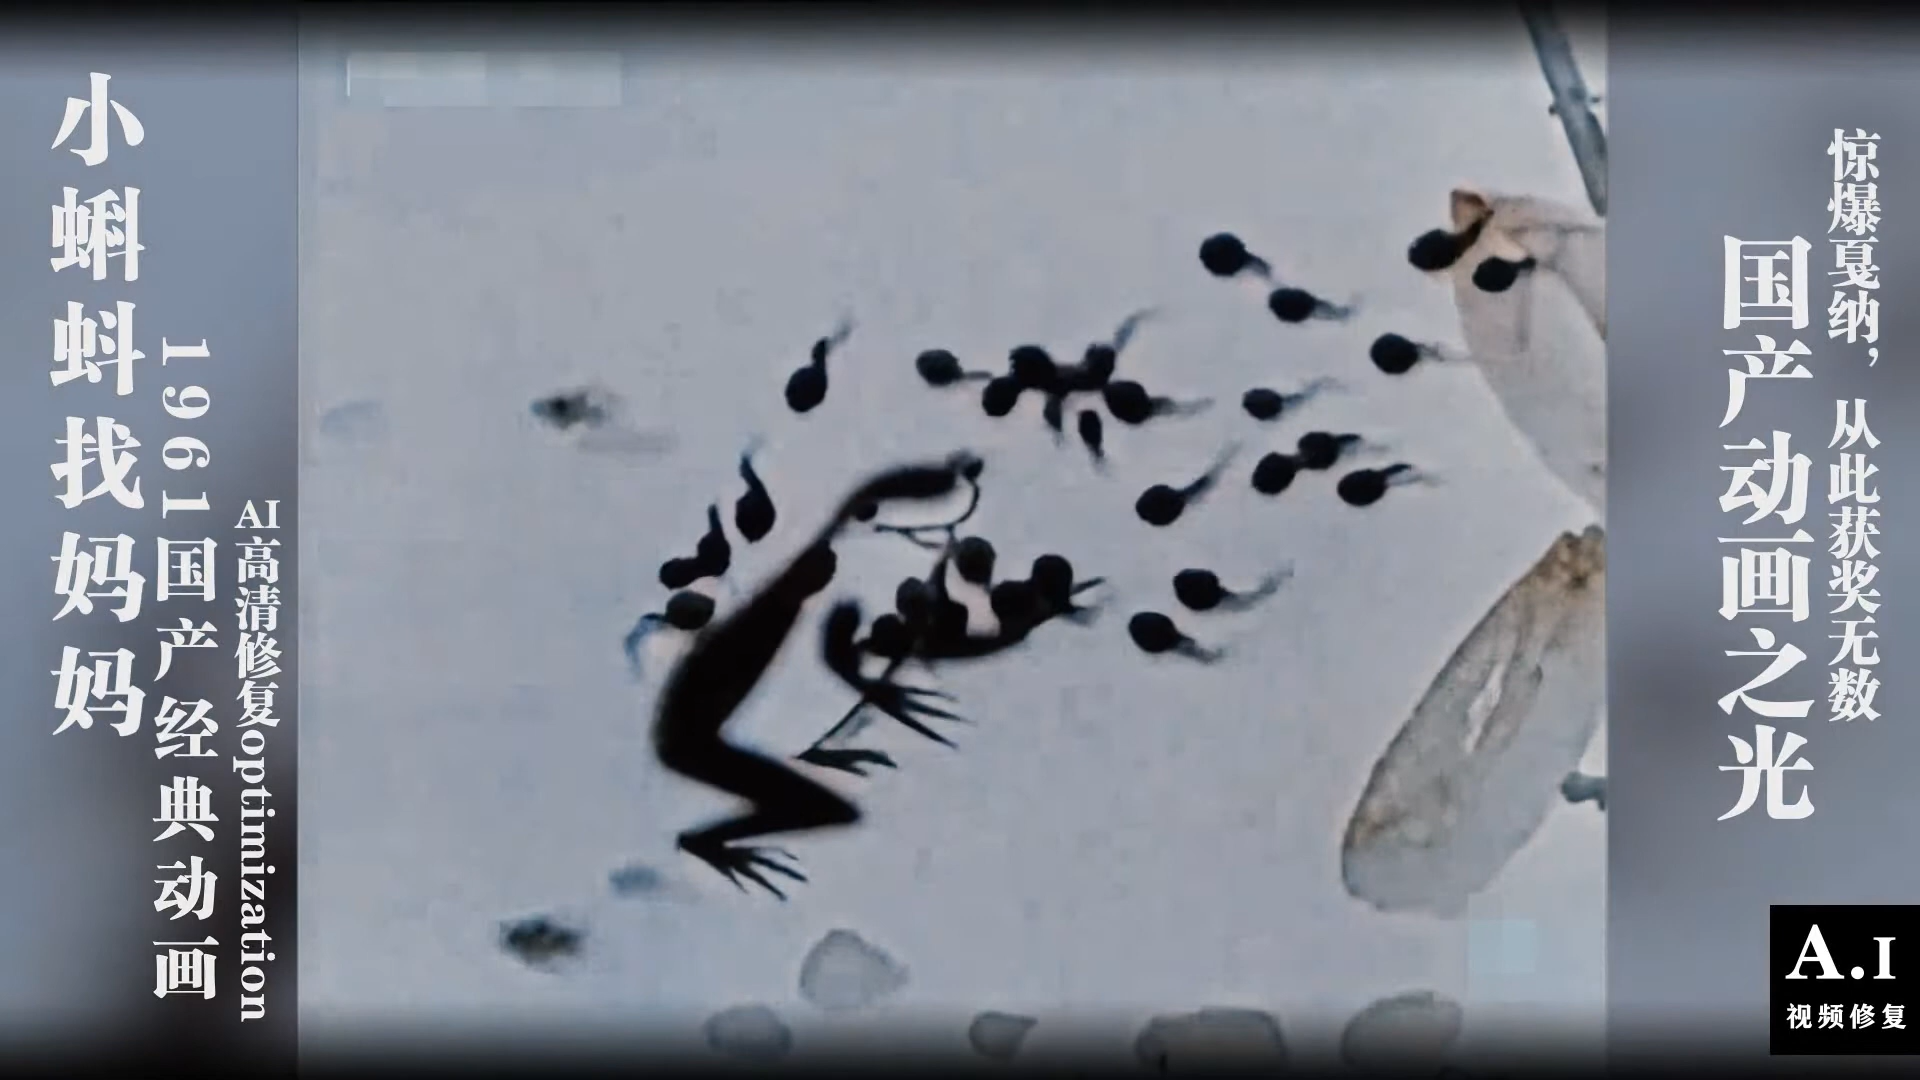 小蝌蚪找妈妈
1961国产经典动画
AI高清修复optimization
惊爆戛纳，从此获奖无数
国产动画之光
A.I
视频修复